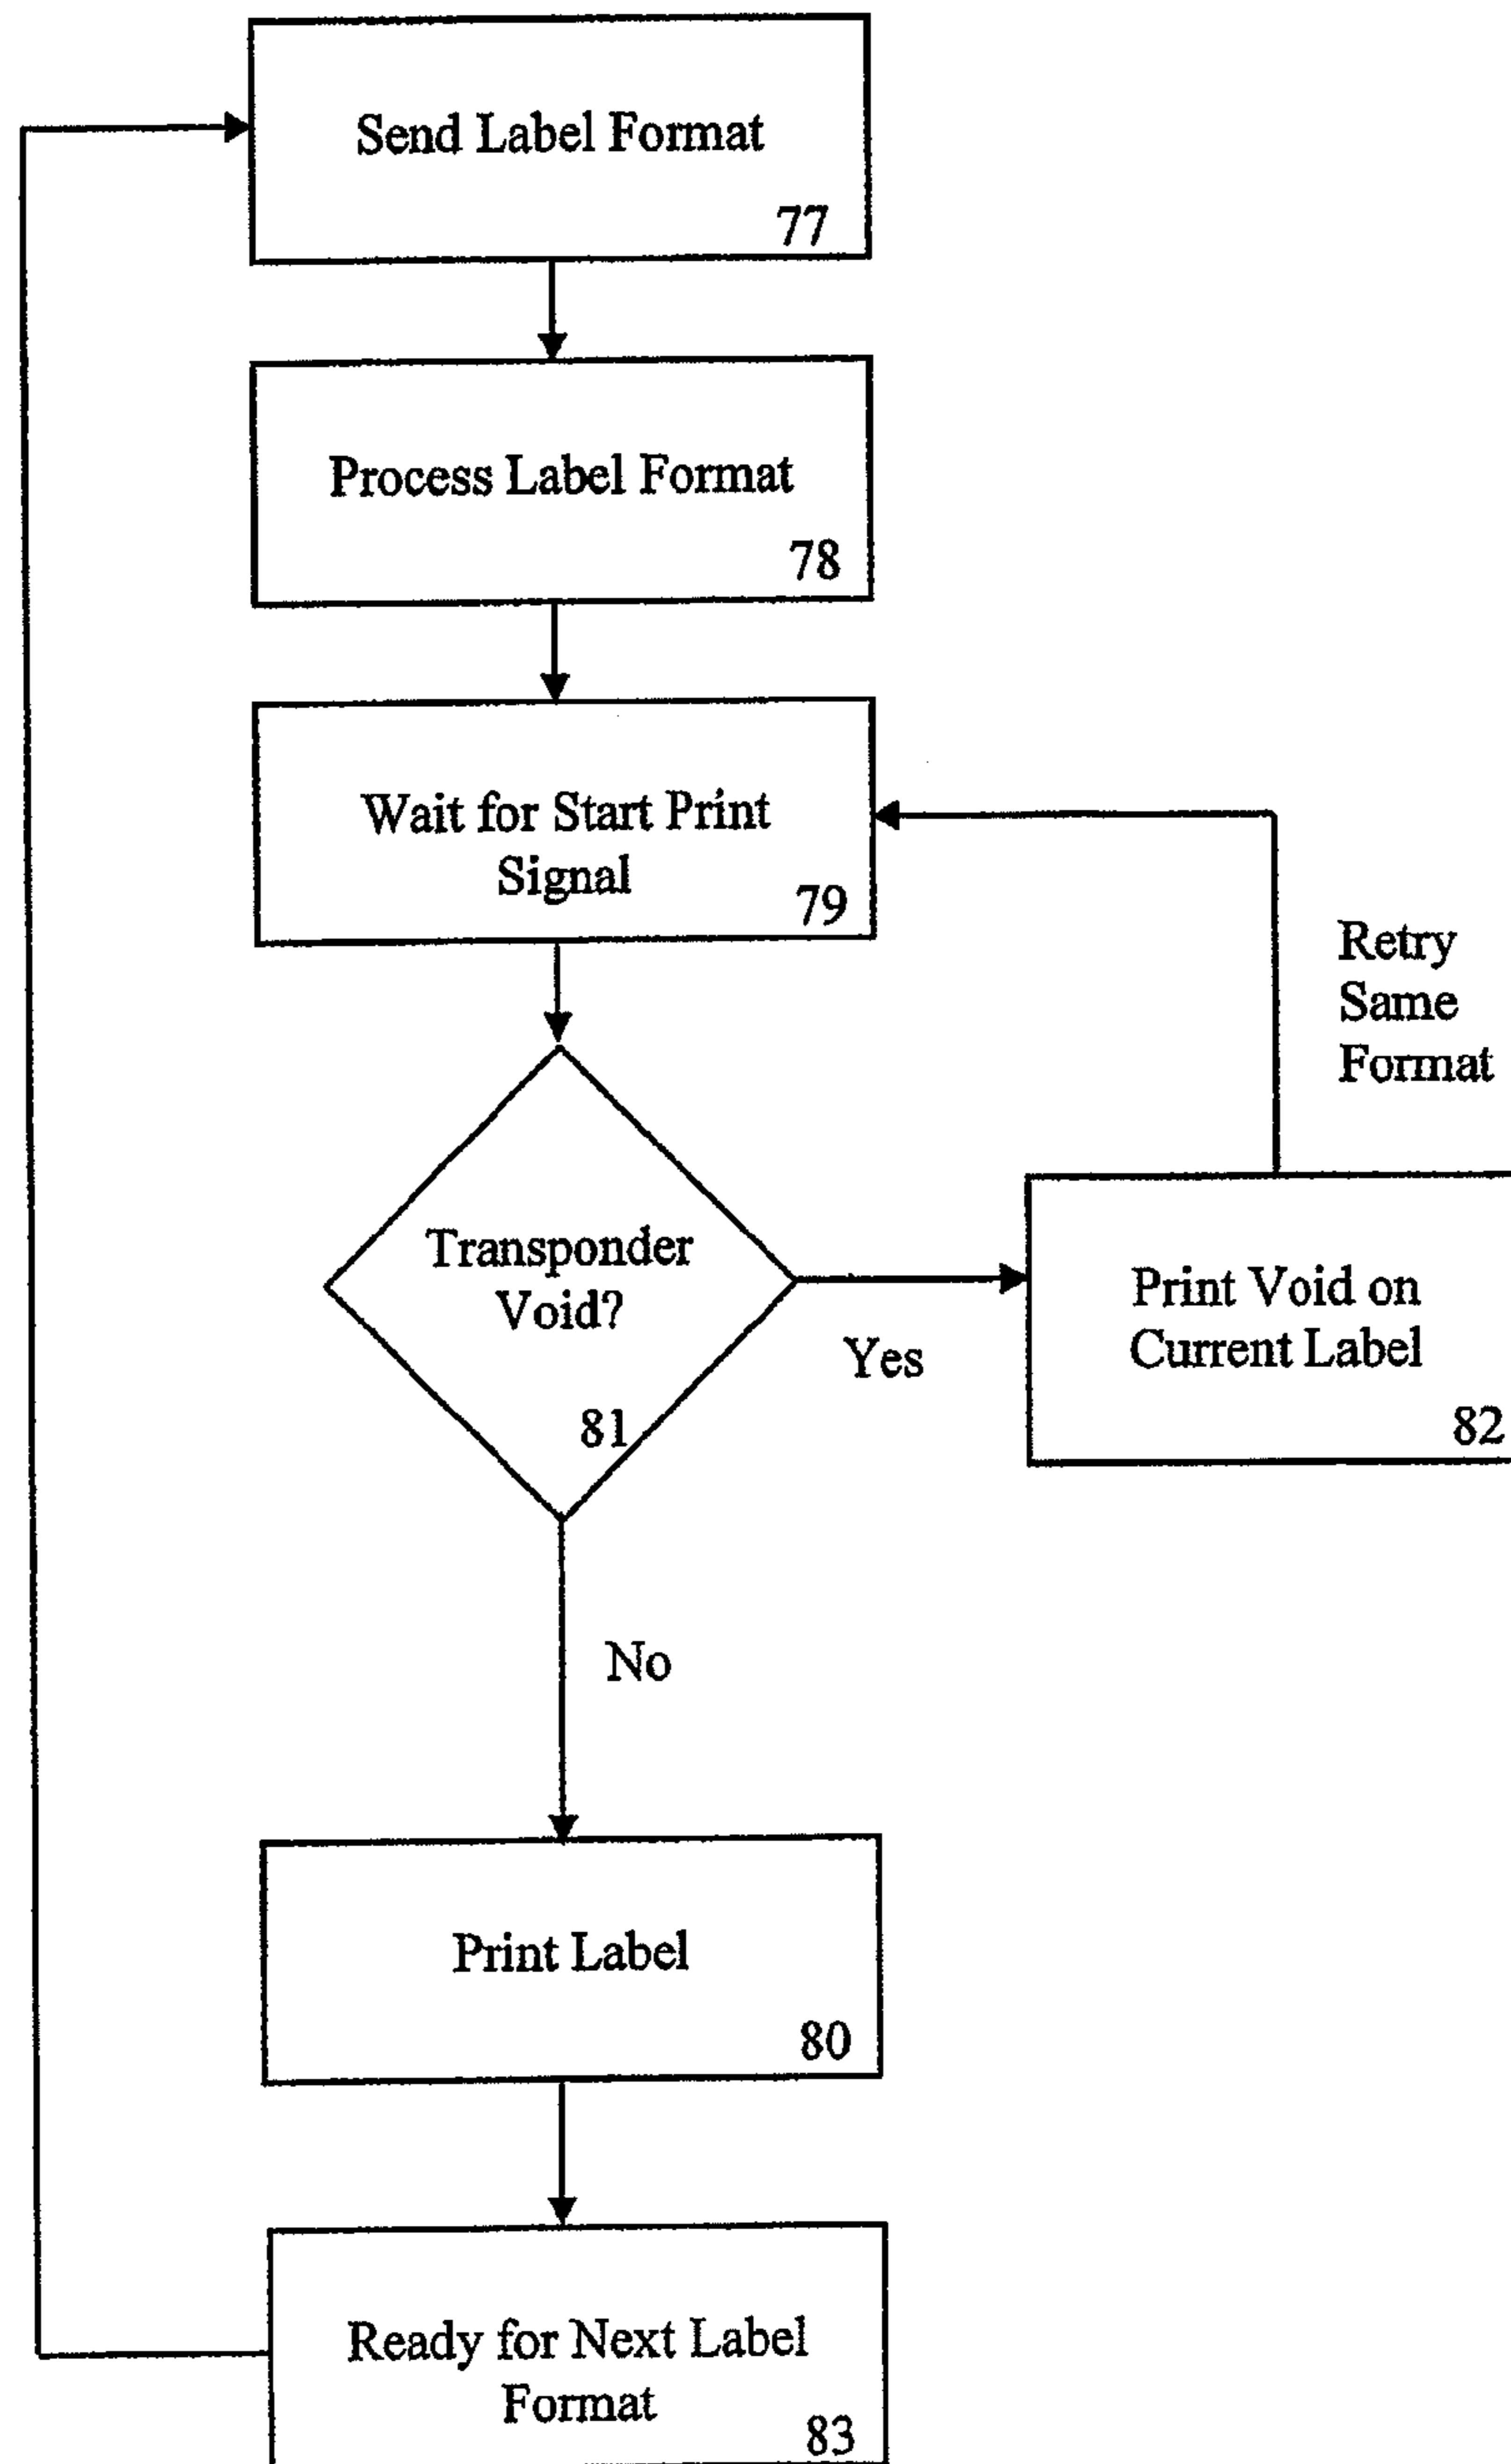 Send Label Format
77
Process Label Format
78
Wait for Start Print
Signal
79
Retry
Same
Format
Transponder
Void?
81
Yes
Print Void on
Current Label
82
No
Print Label
80
Ready for Next Label
Format
83